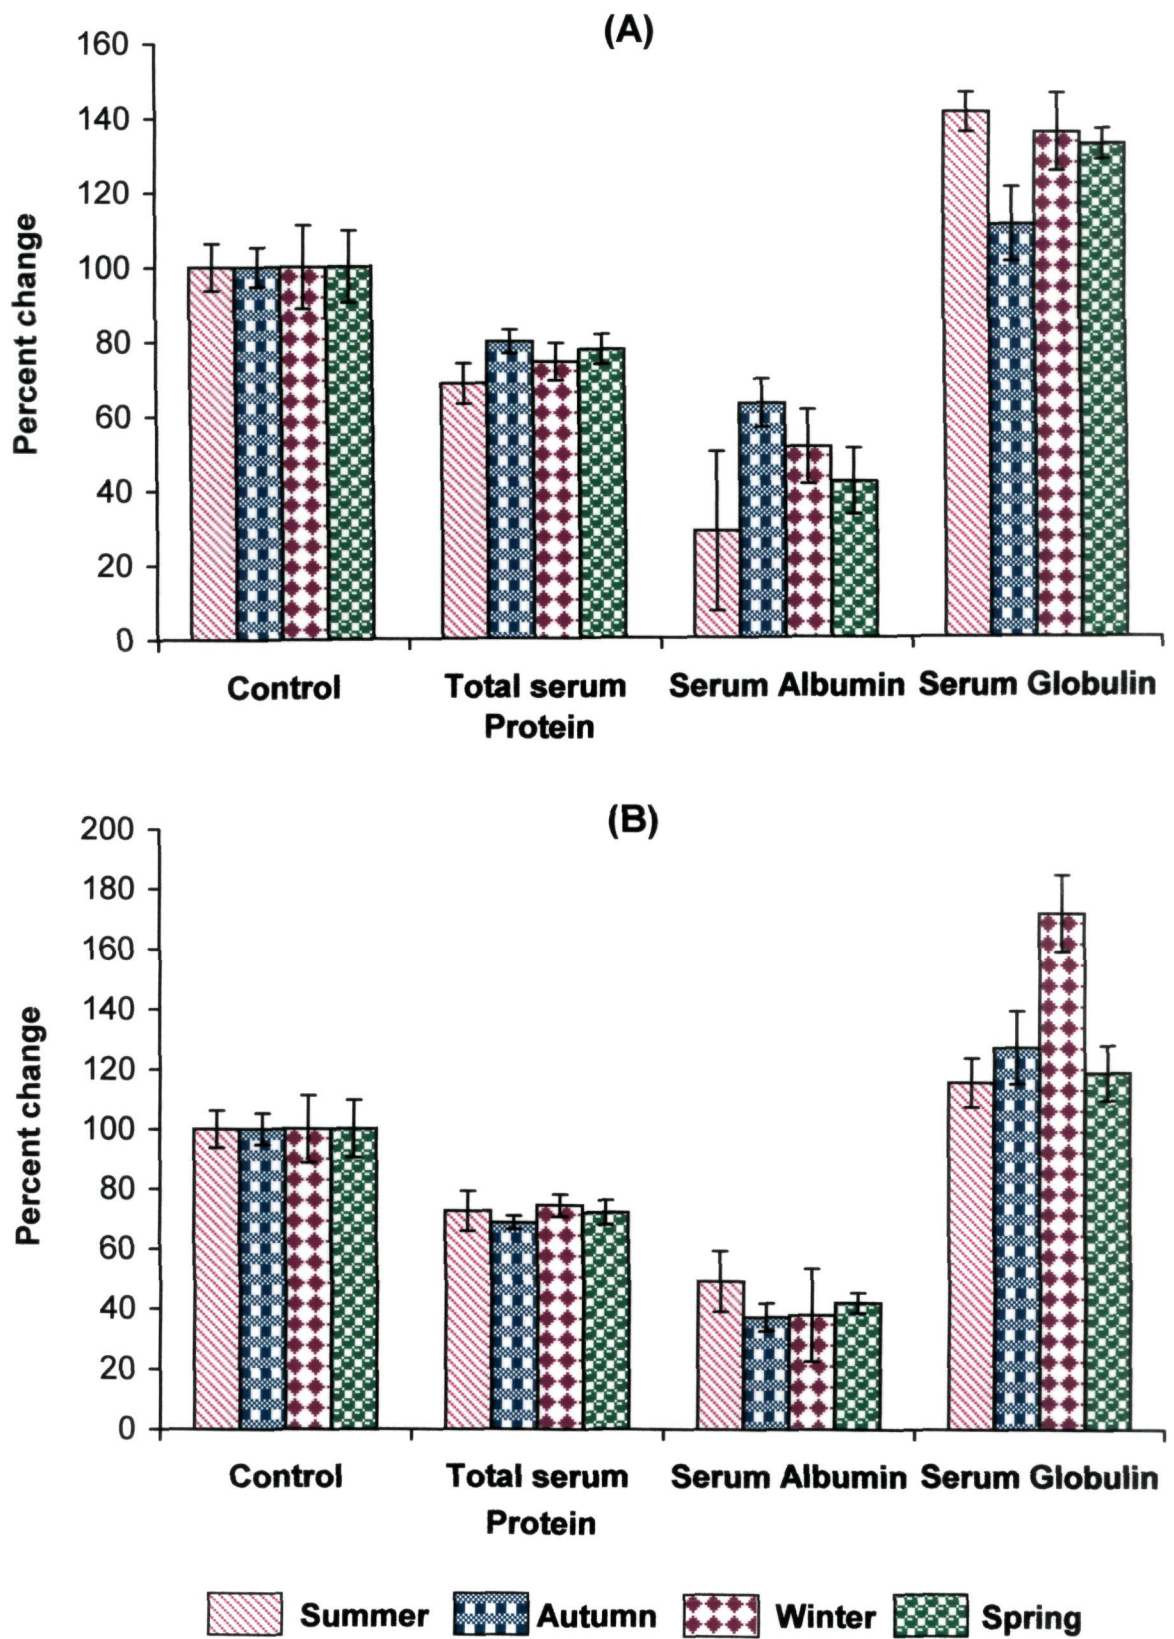 (A)
160
140
120
100
80
60
40
20
0
Percent change
Control
Total serum
Protein
Serum Albumin
Serum Globulin
(B)
200
180
160
140
120
100
80
60
40
20
0
Percent change
Control
Total serum
Protein
Serum Albumin
Serum Globulin
Summer
Autumn
Winter
Spring